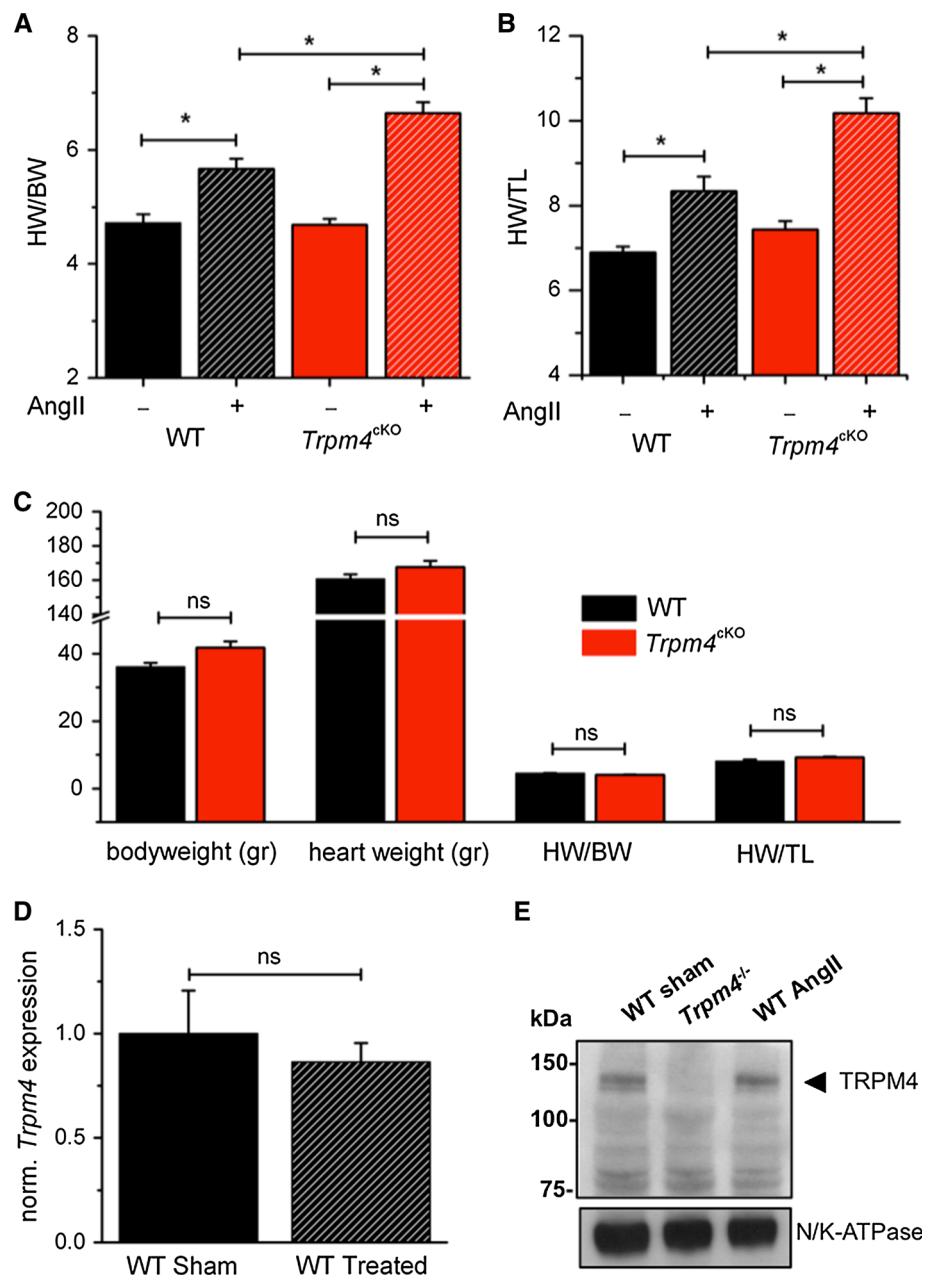 A
8
6
4
2
HW/BW
*
*
*
AngII – + – +
WT Trpm4cKO
B
12
10
8
6
4
HW/TL
*
*
*
AngII – + – +
WT Trpm4cKO
C
200
180
160
140
40
20
0
ns
ns
ns
ns
WT
Trpm4cKO
bodyweight (gr) heart weight (gr) HW/BW HW/TL
D
1.5
1.0
0.5
0.0
norm. Trpm4 expression
ns
WT Sham WT Treated
E
WT sham
Trpm4-/-
WT AngII
kDa
150-
100-
75-
TRPM4
N/K-ATPase